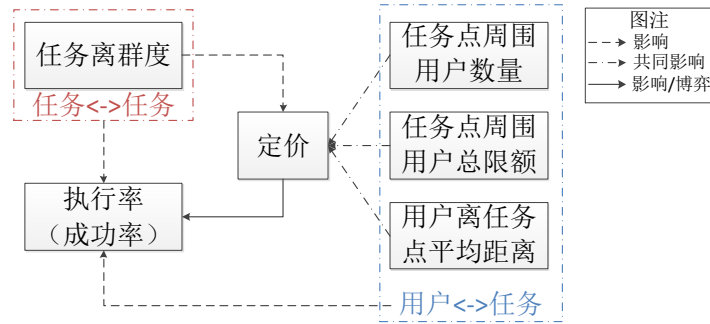 任务离群度
任务<->任务
定价
执行率
（成功率）
任务点周围
用户数量
任务点周围
用户总限额
用户离任务
点平均距离
用户<->任务
图注
影响
共同影响
影响/博弈